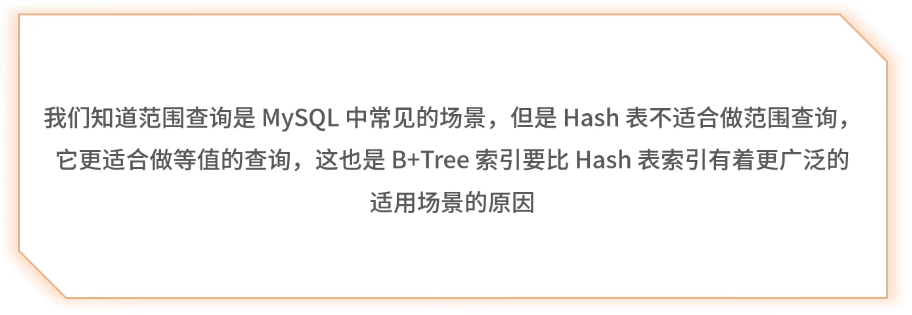 我们知道范围查询是 MySQL 中常见的场景，但是 Hash 表不适合做范围查询，
它更适合做等值的查询，这也是 B+Tree 索引要比 Hash 表索引有着更广泛的
适用场景的原因